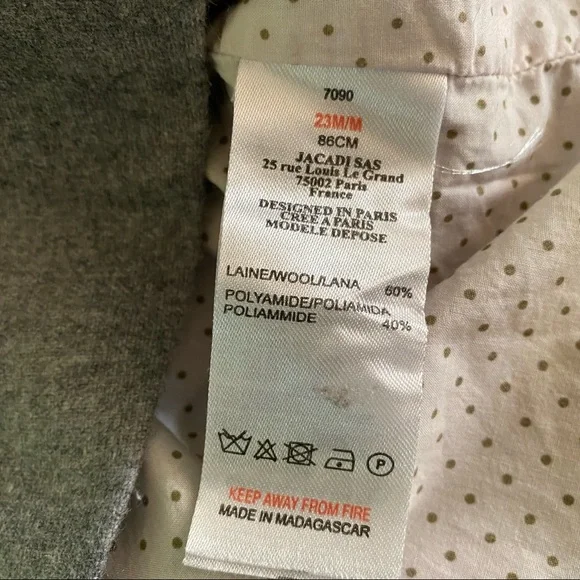 7090
23M/M
86CM
JACADI SAS
25 rue Louis Le Grand
75002 Paris
France
DESIGNED IN PARIS
CREE A PARIS
MODELE DEPOSE
LAINE/WOOL/LANA 60%
POLYAMIDE/POLIAMIDA
POLIAMMIDE 40%
P
KEEP AWAY FROM FIRE
MADE IN MADAGASCAR